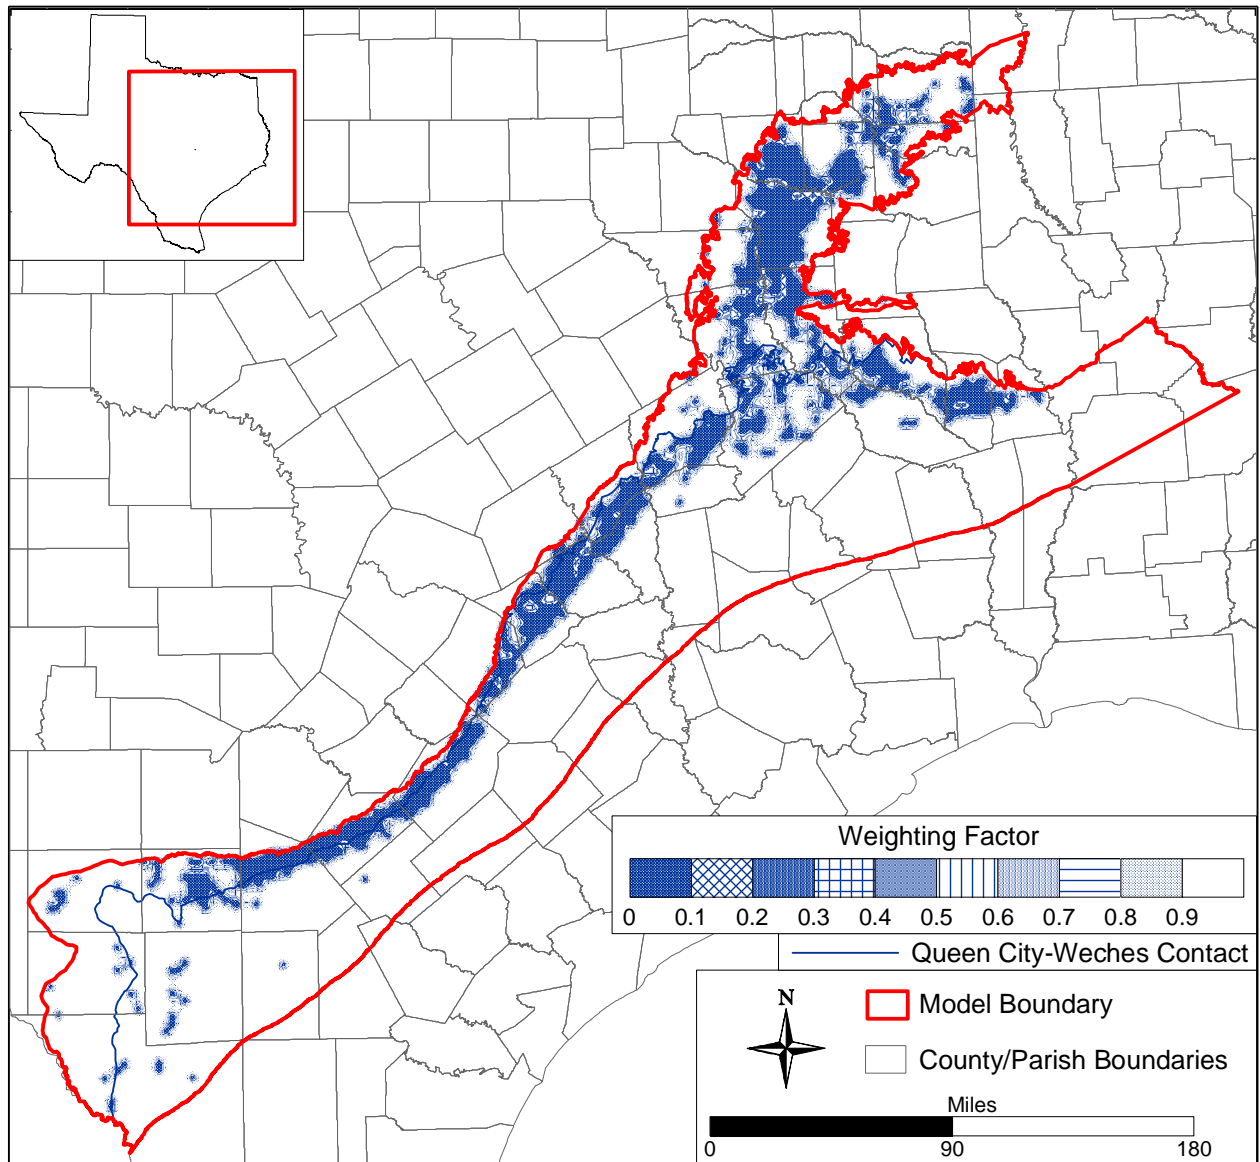 Weighting Factor
0 0.1 0.2 0.3 0.4 0.5 0.6 0.7 0.8 0.9
Queen City-Weches Contact
N
Model Boundary
County/Parish Boundaries
Miles
0 90 180